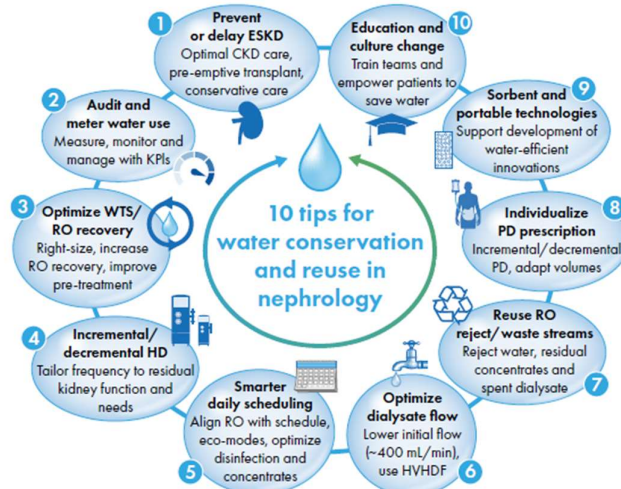 10 tips for
water conservation
and reuse in
nephrology
1
Prevent
or delay ESKD
Optimal CKD care,
pre-emptive transplant,
conservative care
2
Audit and
meter water use
Measure, monitor and
manage with KPIs
3
Optimize WTS/
RO recovery
Right-size, increase
RO recovery, improve
pre-treatment
4
Incremental/
decremental HD
Tailor frequency to residual
kidney function and
needs
5
Smarter
daily scheduling
Align RO with schedule,
eco-modes, optimize
disinfection and
concentrates
6
Optimize
dialysate flow
Lower initial flow
(~400 mL/min),
use HVHDF
7
Reuse RO
reject/waste streams
Reject water, residual
concentrates and
spent dialysate
8
Individualize
PD prescription
Incremental/decremental
PD, adapt volumes
9
Sorbent and
portable technologies
Support development of
water-efficient
innovations
10
Education and
culture change
Train teams and
empower patients to
save water